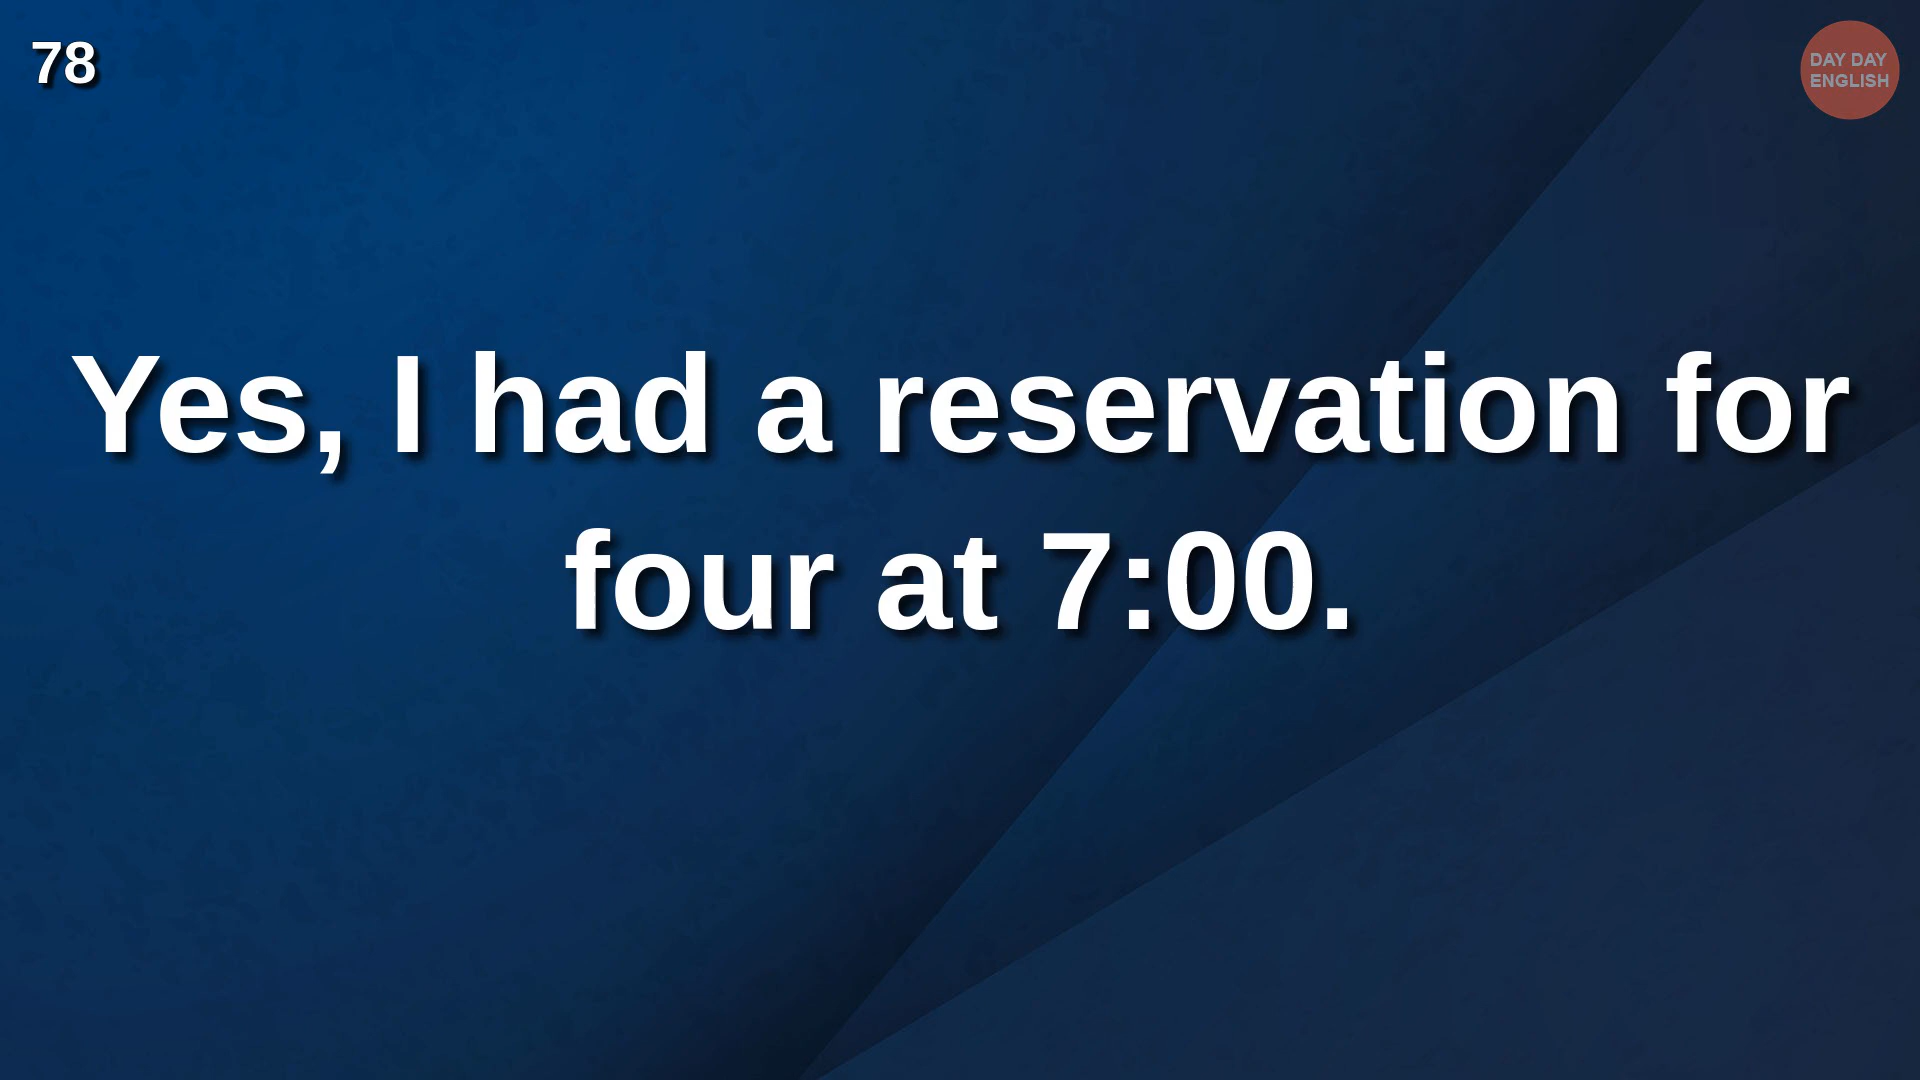 78
DAY DAY
ENGLISH
Yes, I had a reservation for
four at 7:00.